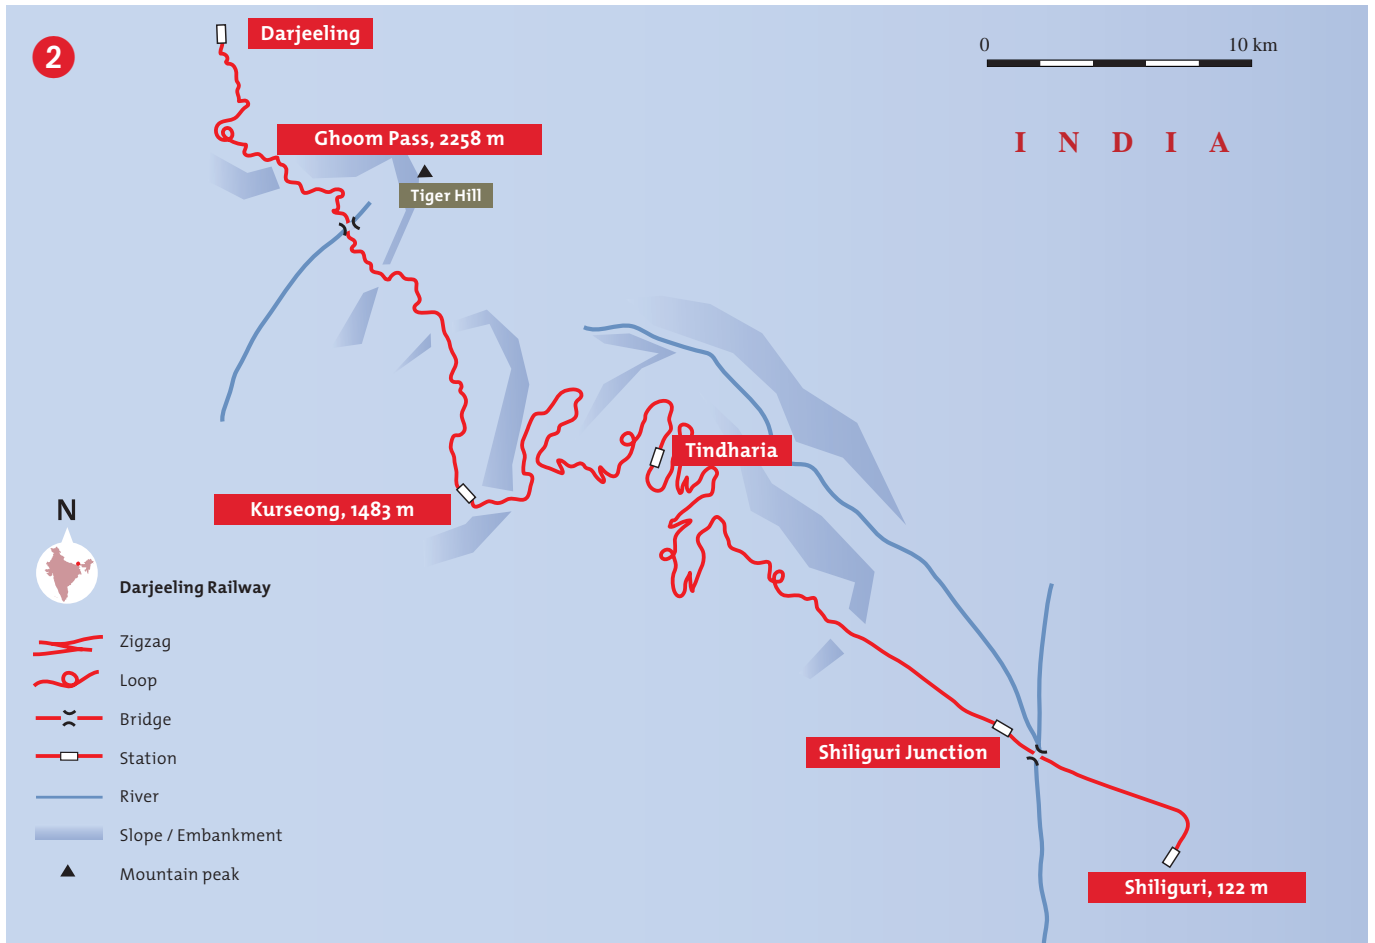 2
Darjeeling
0 10 km
Ghoom Pass, 2258 m
I N D I A
Tiger Hill
Tindharia
Kurseong, 1483 m
N
Darjeeling Railway
Zigzag
Loop
Bridge
Station
River
Slope / Embankment
Mountain peak
Shiliguri Junction
Shiliguri, 122 m